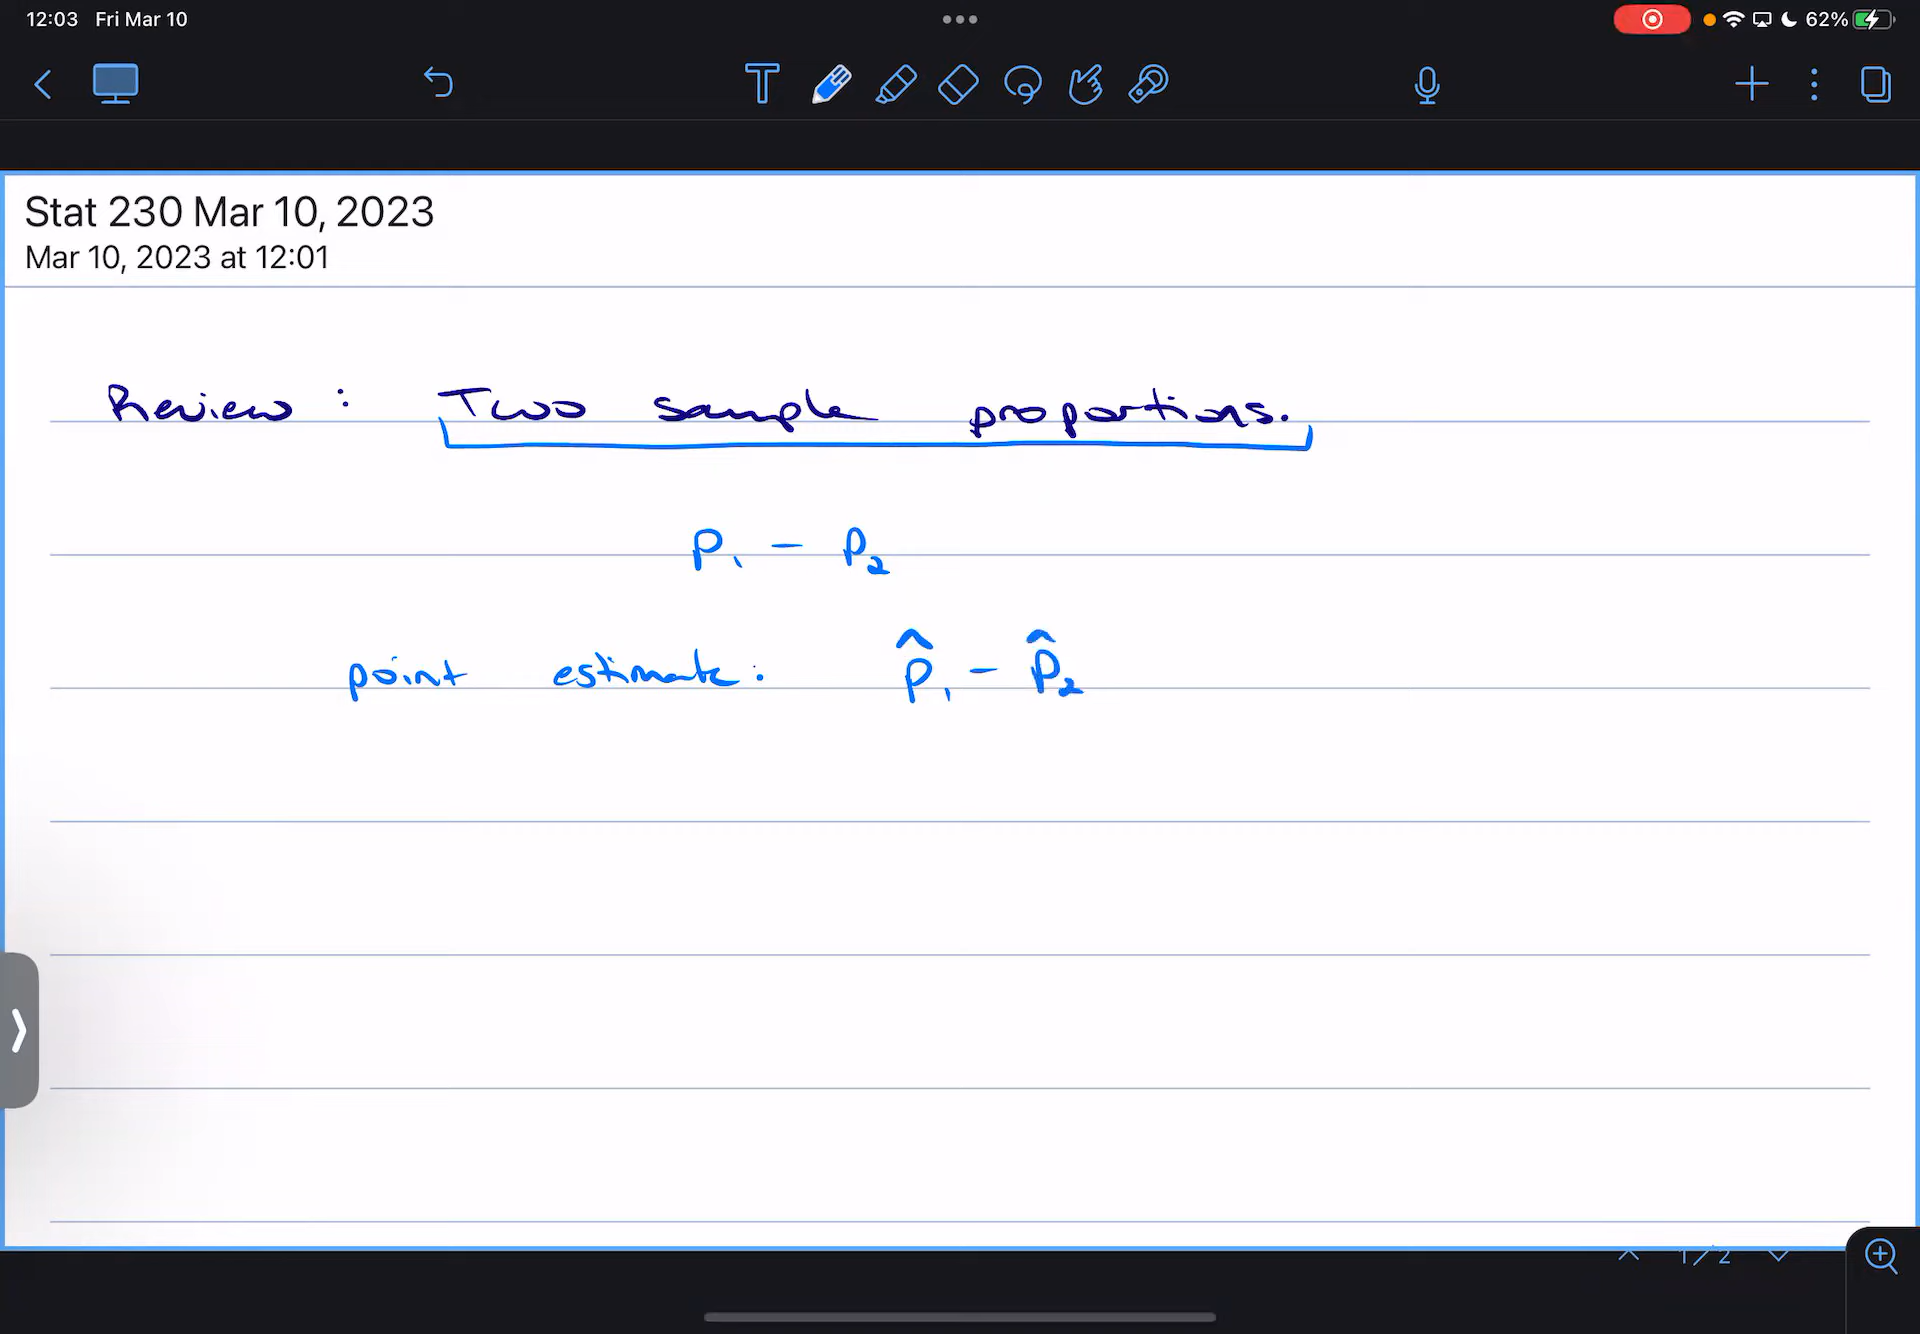 12:03 Fri Mar 10
62%
Stat 230 Mar 10, 2023
Mar 10, 2023 at 12:01
Review: Two sample proportions.
p₁ - p₂
point estimate: p̂₁ - p̂₂
1/2